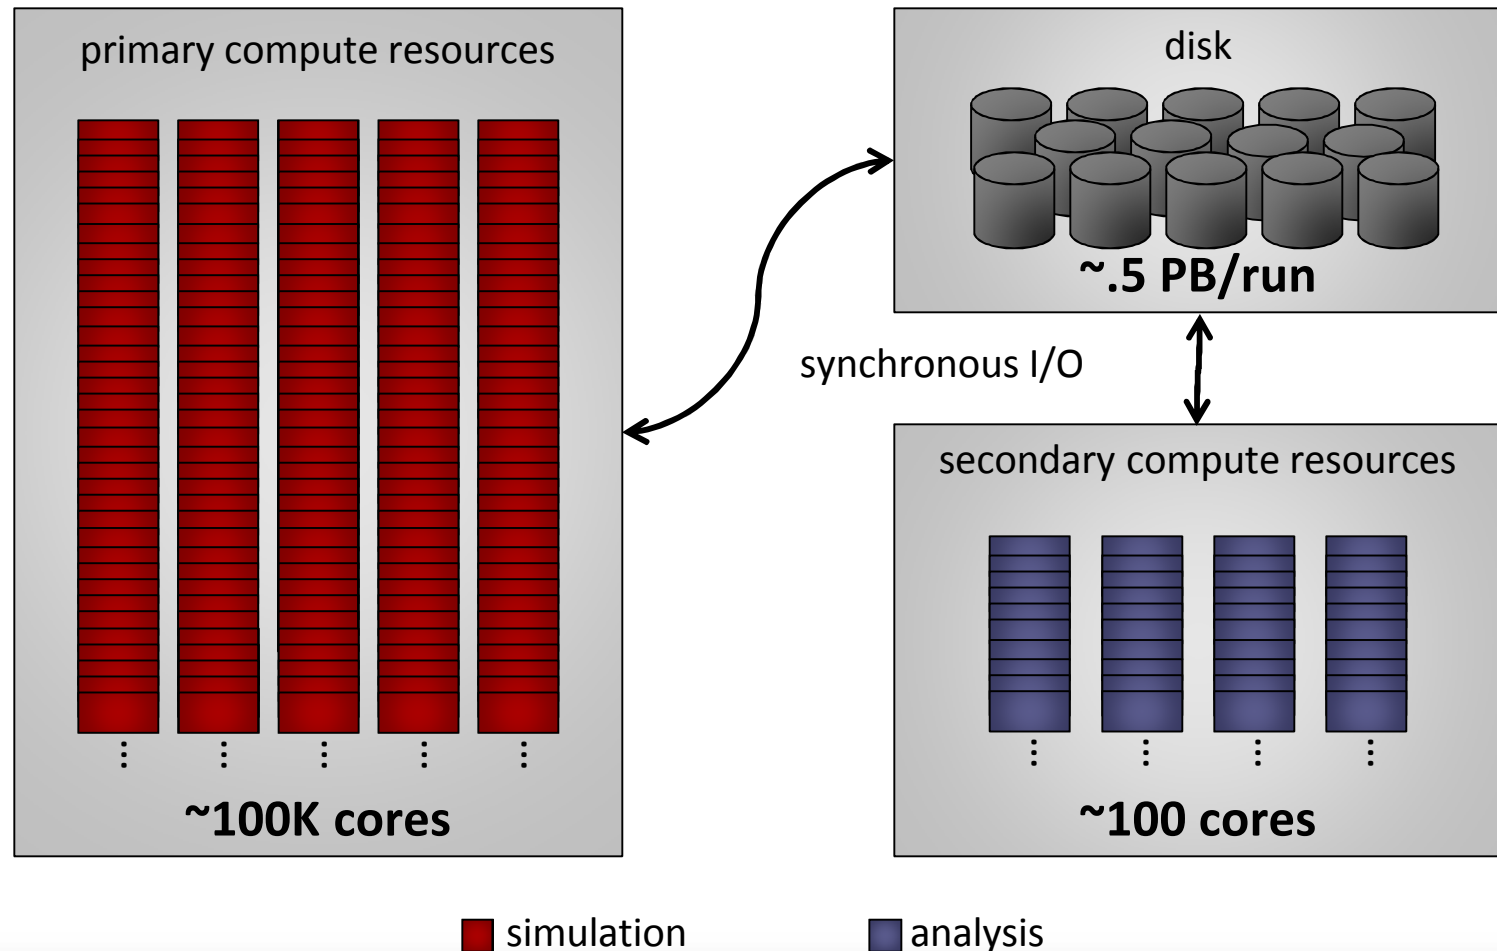 primary compute resources
~100K cores
disk
~.5 PB/run
synchronous I/O
secondary compute resources
~100 cores
simulation
analysis